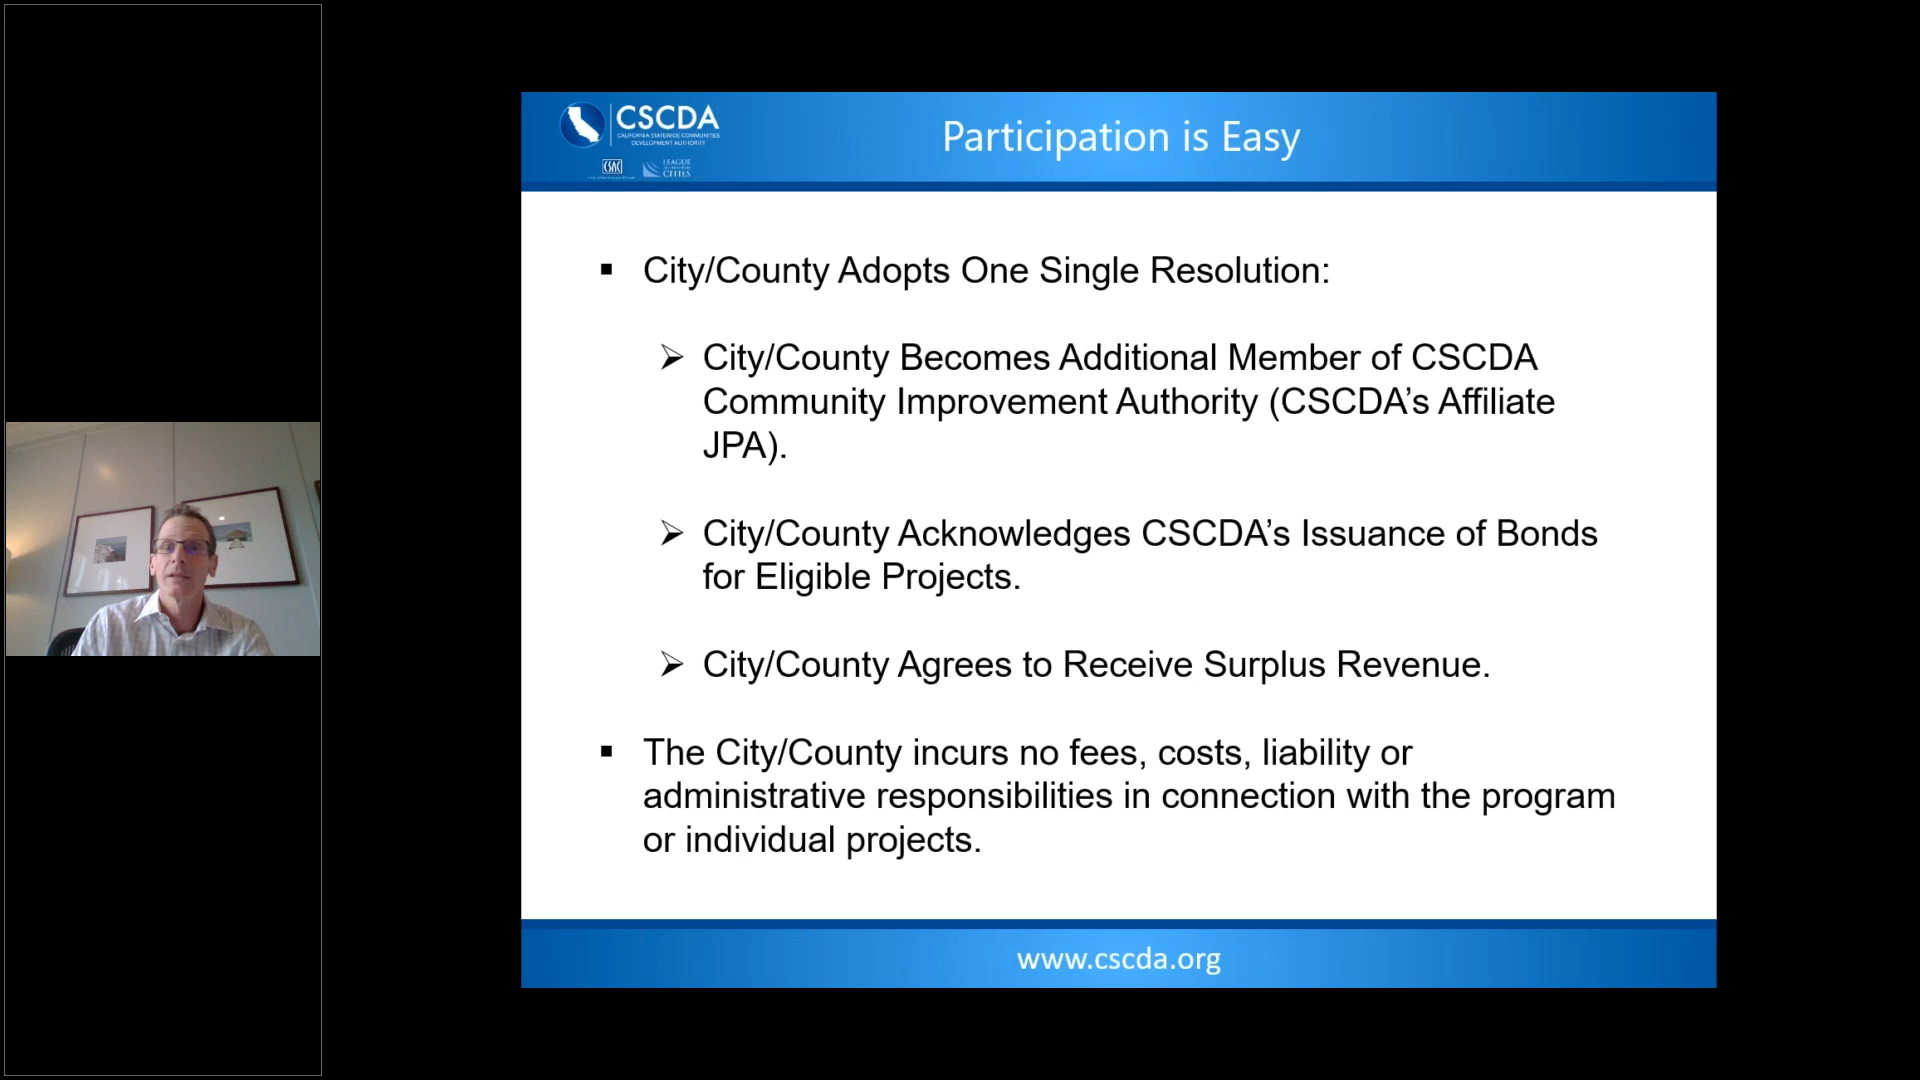 CSCDA
CALIFORNIA STATEWIDE COMMUNITIES
DEVELOPMENT AUTHORITY
CSAC
LEAGUE
CITIES
Participation is Easy
▪ City/County Adopts One Single Resolution:
➢ City/County Becomes Additional Member of CSCDA
Community Improvement Authority (CSCDA’s Affiliate
JPA).
➢ City/County Acknowledges CSCDA’s Issuance of Bonds
for Eligible Projects.
➢ City/County Agrees to Receive Surplus Revenue.
▪ The City/County incurs no fees, costs, liability or
administrative responsibilities in connection with the program
or individual projects.
www.cscda.org